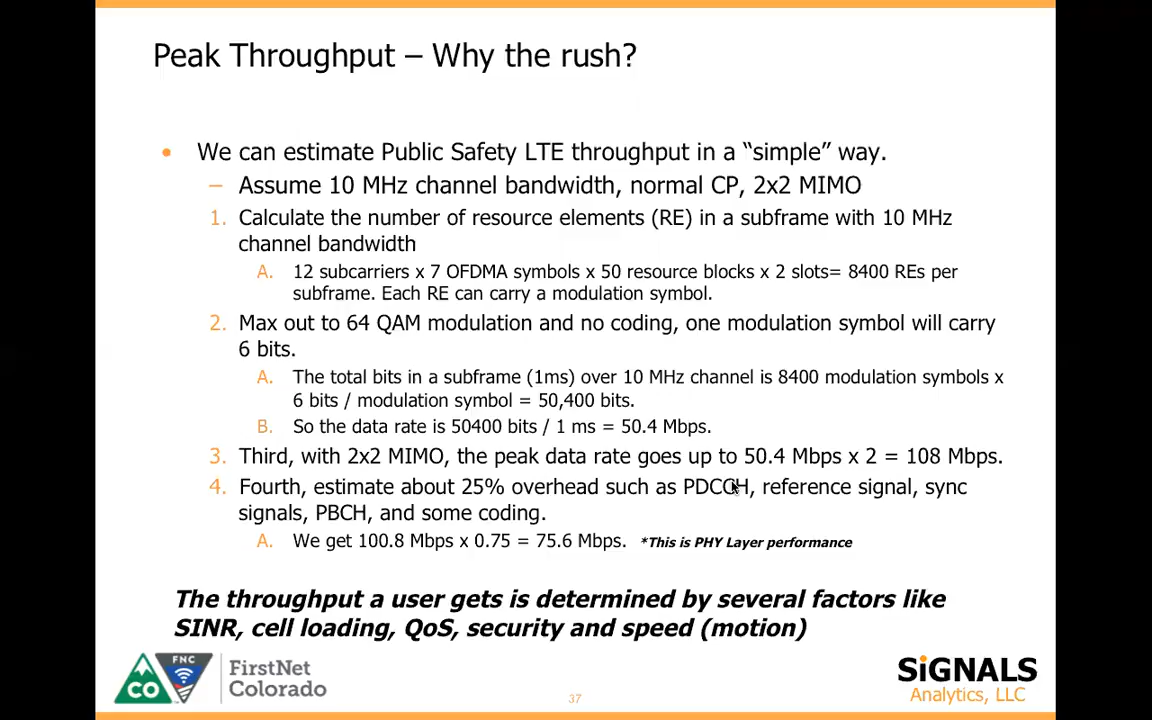 Peak Throughput – Why the rush?
• We can estimate Public Safety LTE throughput in a “simple” way.
– Assume 10 MHz channel bandwidth, normal CP, 2x2 MIMO
1. Calculate the number of resource elements (RE) in a subframe with 10 MHz
channel bandwidth
A. 12 subcarriers x 7 OFDMA symbols x 50 resource blocks x 2 slots= 8400 REs per
subframe. Each RE can carry a modulation symbol.
2. Max out to 64 QAM modulation and no coding, one modulation symbol will carry
6 bits.
A. The total bits in a subframe (1ms) over 10 MHz channel is 8400 modulation symbols x
6 bits / modulation symbol = 50,400 bits.
B. So the data rate is 50400 bits / 1 ms = 50.4 Mbps.
3. Third, with 2x2 MIMO, the peak data rate goes up to 50.4 Mbps x 2 = 108 Mbps.
4. Fourth, estimate about 25% overhead such as PDCCH, reference signal, sync
signals, PBCH, and some coding.
A. We get 100.8 Mbps x 0.75 = 75.6 Mbps. *This is PHY Layer performance
The throughput a user gets is determined by several factors like
SINR, cell loading, QoS, security and speed (motion)
CO FNC
FirstNet
Colorado
37
SiGNALS
Analytics, LLC